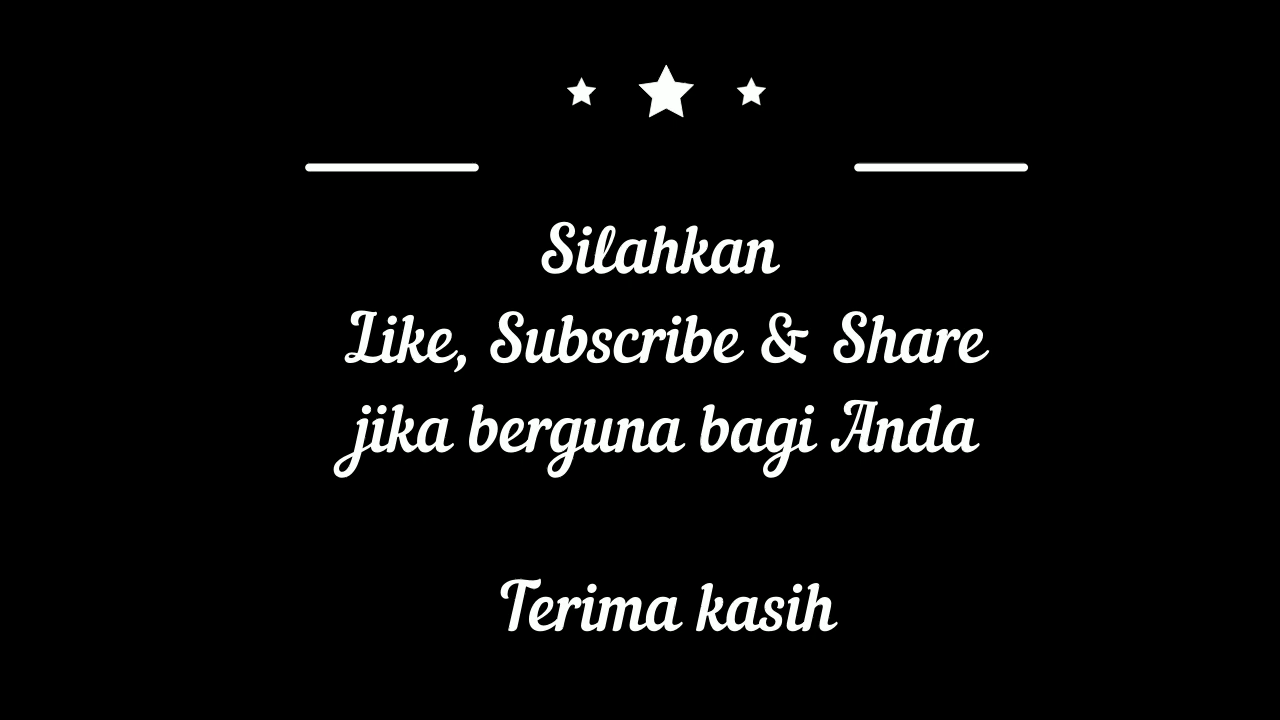 Silahkan
Like, Subscribe & Share
jika berguna bagi Anda
Terima kasih